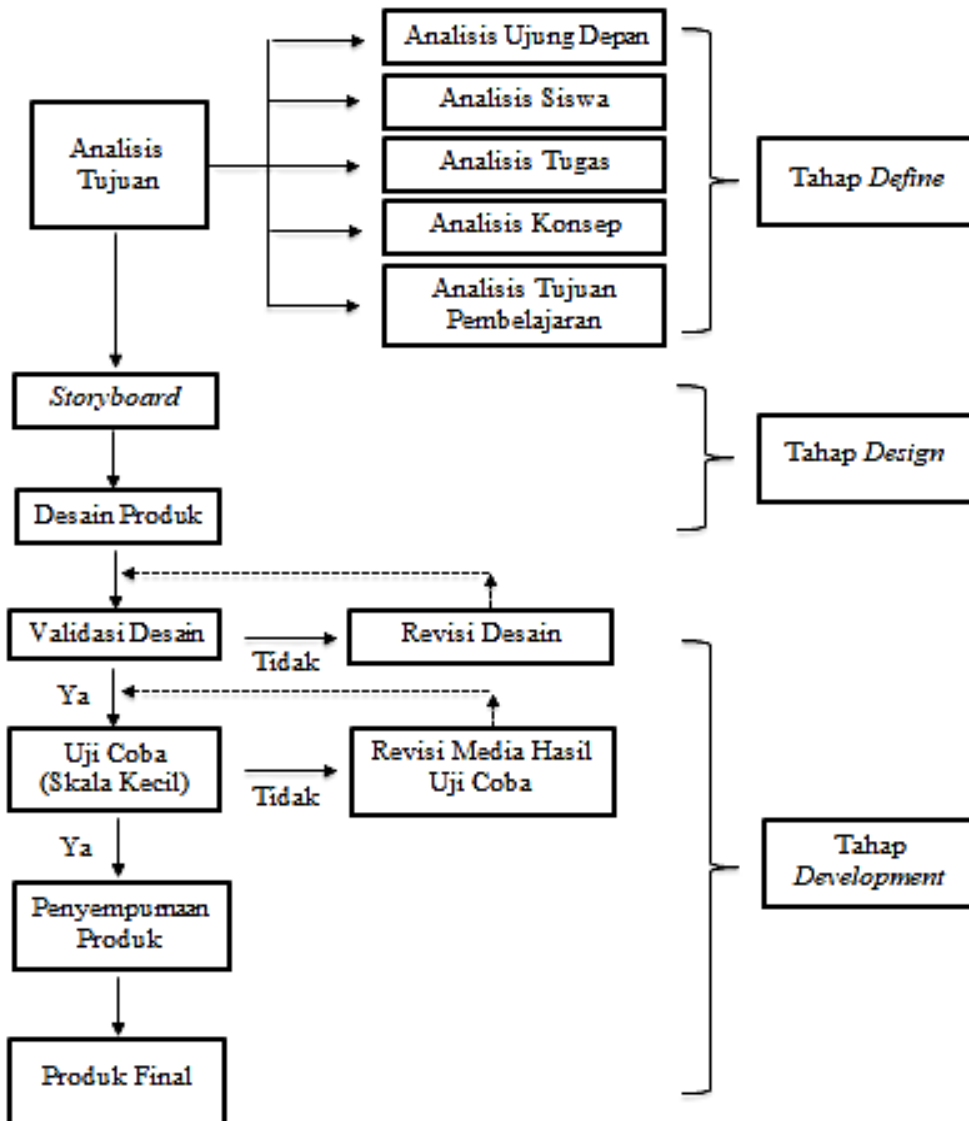 Analisis Ujung Depan
Analisis Siswa
Analisis
Tujuan
Analisis Tugas
Tahap Define
Analisis Konsep
Analisis Tujuan
Pembelajaran
Storyboard
Tahap Design
Desain Produk
Validasi Desain
Tidak
Revisi Desain
Ya
Uji Coba
(Skala Kecil)
Tidak
Revisi Media Hasil
Uji Coba
Ya
Tahap
Development
Penyempurnaan
Produk
Produk Final